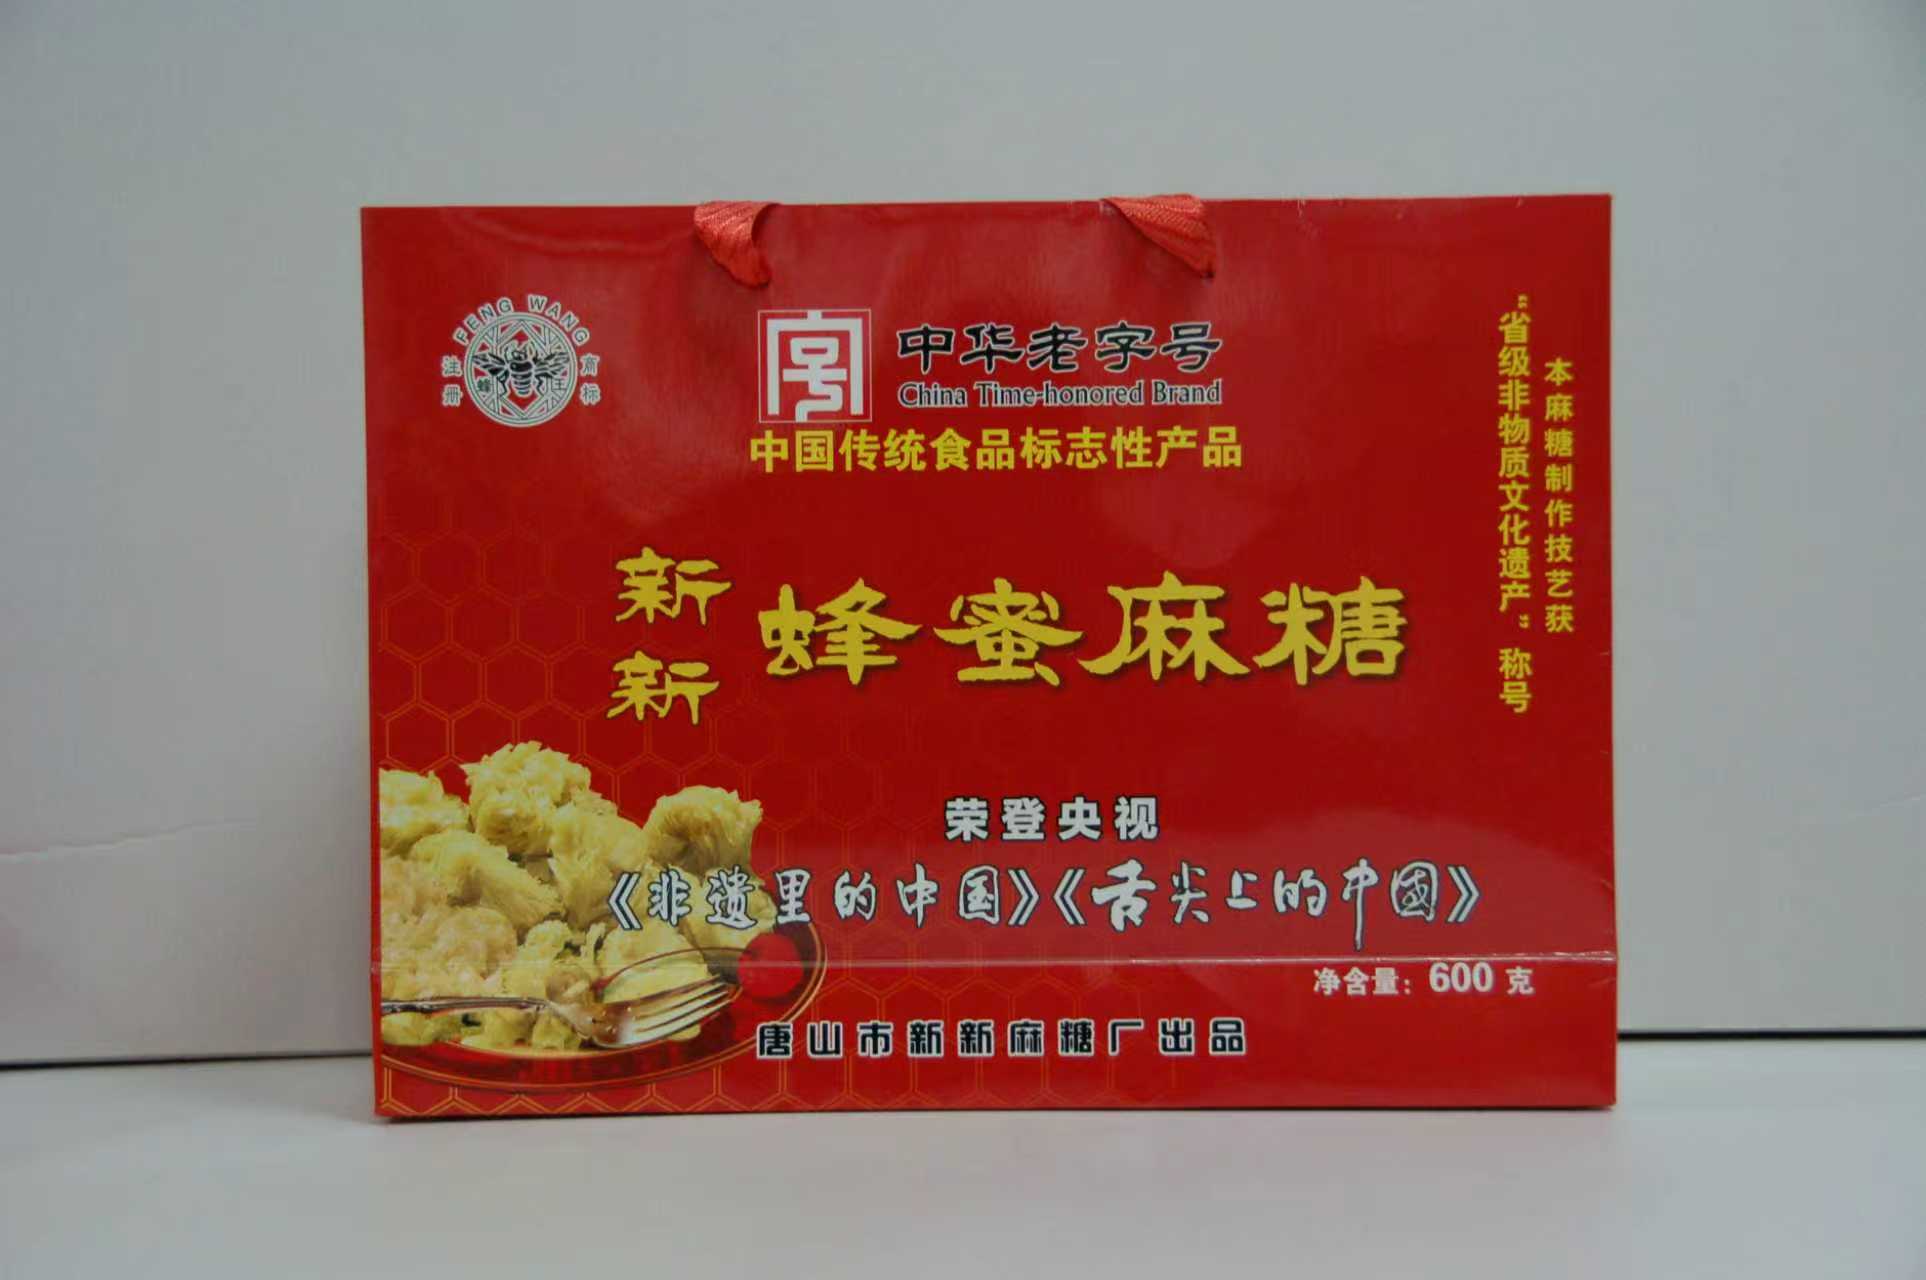 FENG WANG
注册
商标
蜂王
中华老字号
China Time-honored Brand
中国传统食品标志性产品
本麻糖制作技艺获
“省级非物质文化遗产”称号
新新
蜂蜜麻糖
荣登央视
《非遗里的中国》《舌尖上的中國》
净含量：600 克
唐山市新新麻糖厂出品